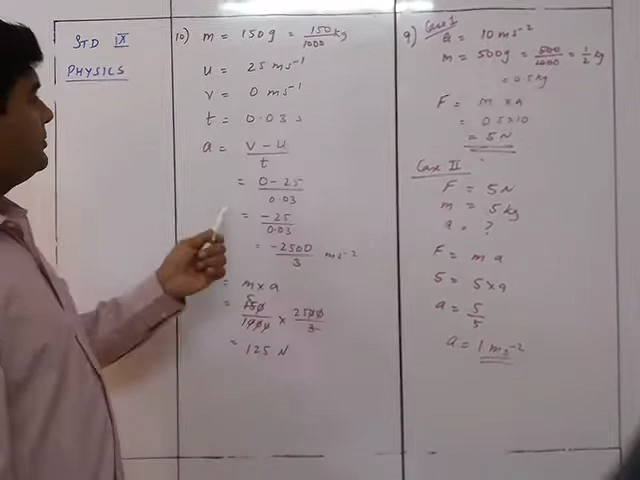 STD IX
PHYSICS
10) m = 150g = 150/1000 kg
u = 25 ms⁻¹
v = 0 ms⁻¹
t = 0.03 s
a = v - u / t
= 0 - 25 / 0.03
= -25 / 0.03
= -2500 / 3 ms⁻²
= m x a
= 150/1000 x 2500/3
= 125 N
9) Case I
a = 10 ms⁻²
m = 500g = 500/1000 = 1/2 kg
= 0.5 kg
F = m x a
= 0.5 x 10
= 5 N
Case II
F = 5 N
m = 5 kg
a = ?
F = m a
5 = 5 x a
a = 5/5
a = 1 ms⁻²